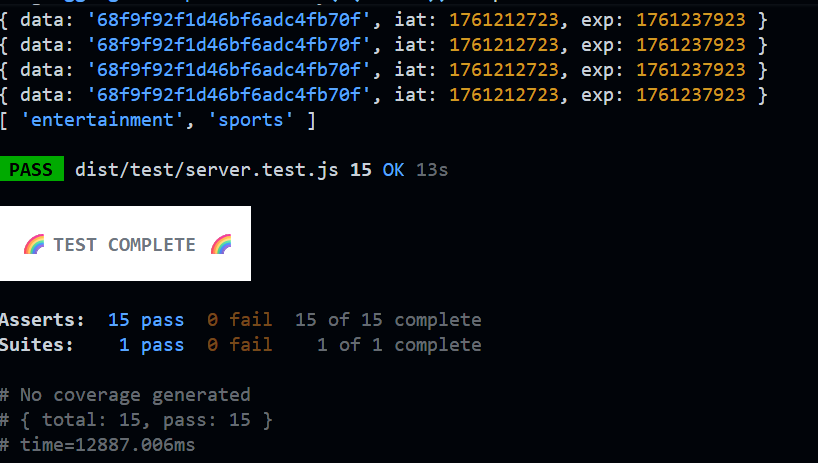 { data: '68f9f92f1d46bf6adc4fb70f', iat: 1761212723, exp: 1761237923 }
{ data: '68f9f92f1d46bf6adc4fb70f', iat: 1761212723, exp: 1761237923 }
{ data: '68f9f92f1d46bf6adc4fb70f', iat: 1761212723, exp: 1761237923 }
{ data: '68f9f92f1d46bf6adc4fb70f', iat: 1761212723, exp: 1761237923 }
[ 'entertainment', 'sports' ]
PASS dist/test/server.test.js 15 OK 13s
🌈 TEST COMPLETE 🌈
Asserts: 15 pass 0 fail 15 of 15 complete
Suites: 1 pass 0 fail 1 of 1 complete
# No coverage generated
# { total: 15, pass: 15 }
# time=12887.006ms